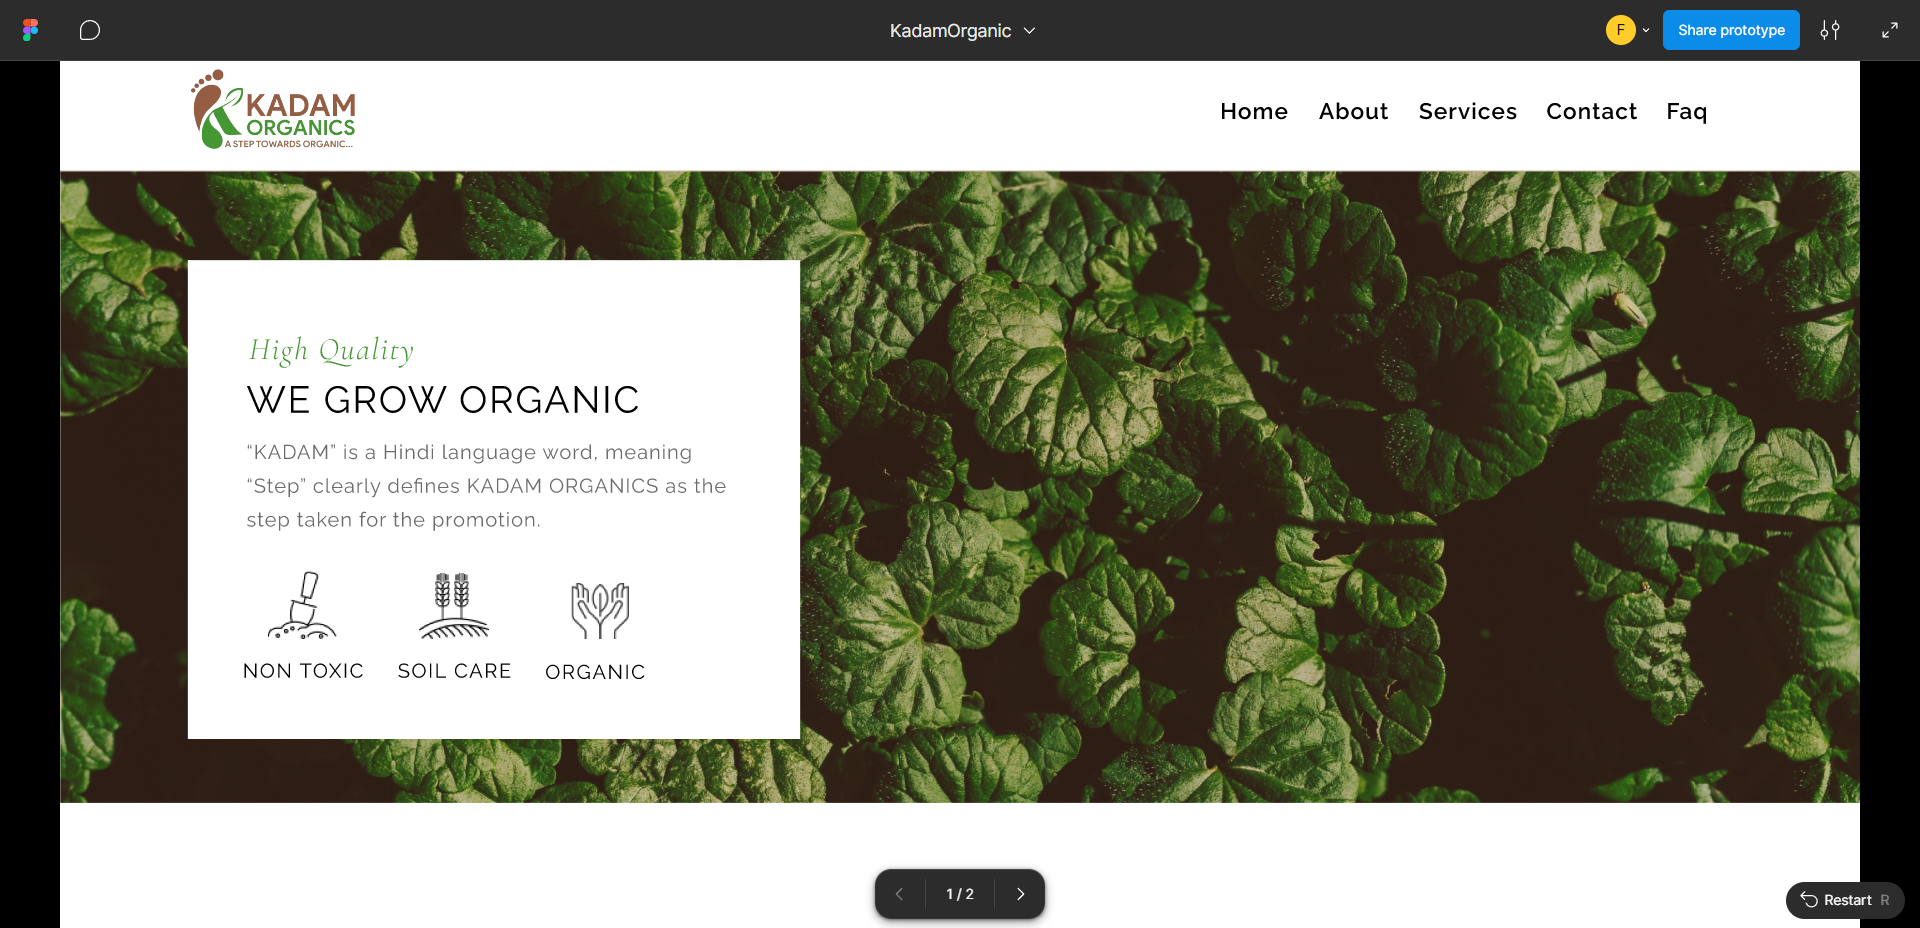 KadamOrganic
F
Share prototype
KADAM
ORGANICS
A STEP TOWARDS ORGANIC...
Home About Services Contact Faq
High Quality
WE GROW ORGANIC
“KADAM” is a Hindi language word, meaning
“Step” clearly defines KADAM ORGANICS as the
step taken for the promotion.
NON TOXIC SOIL CARE ORGANIC
1 / 2
Restart R